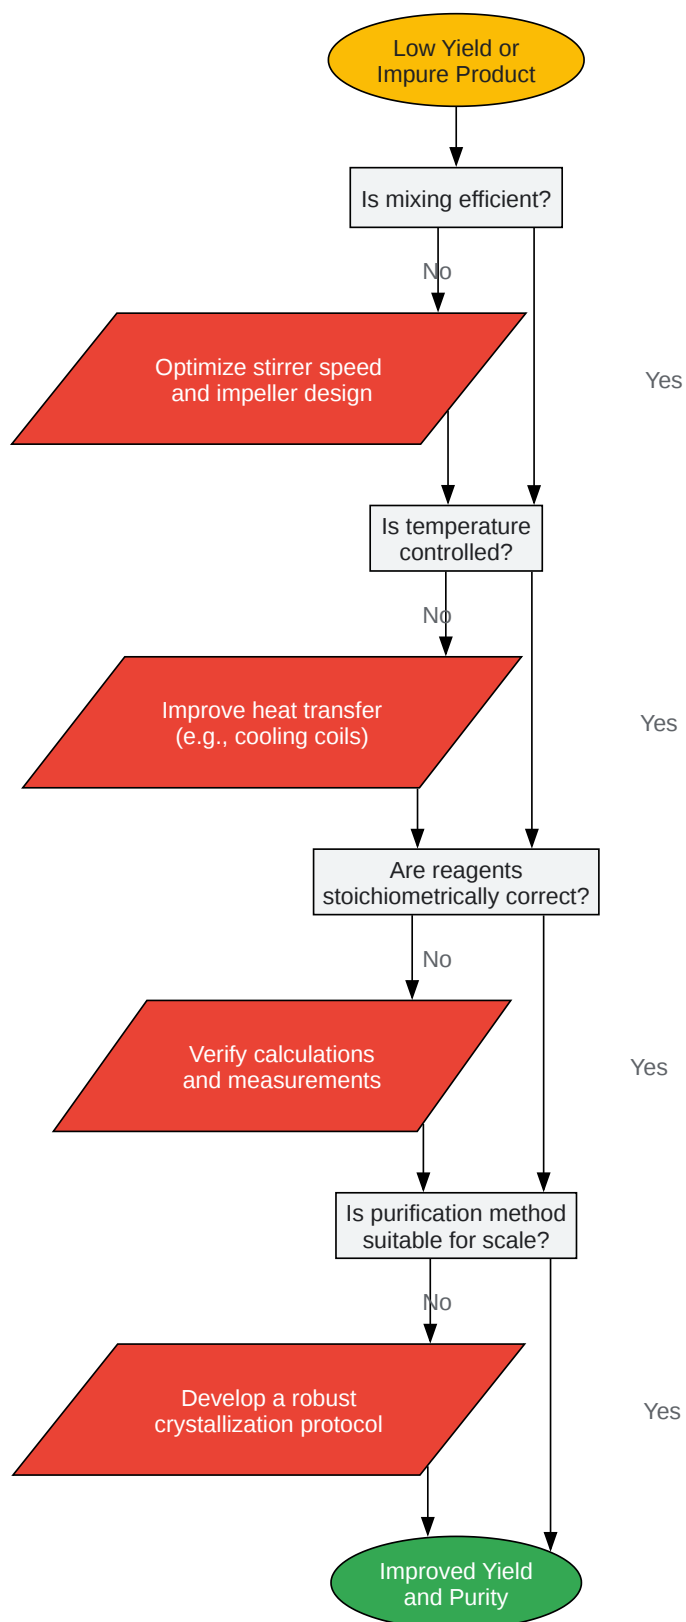 Low Yield or
Impure Product
Is mixing efficient?
No
Optimize stirrer speed
and impeller design
Yes
Is temperature
controlled?
No
Improve heat transfer
(e.g., cooling coils)
Yes
Are reagents
stoichiometrically correct?
No
Verify calculations
and measurements
Yes
Is purification method
suitable for scale?
No
Develop a robust
crystallization protocol
Yes
Improved Yield
and Purity